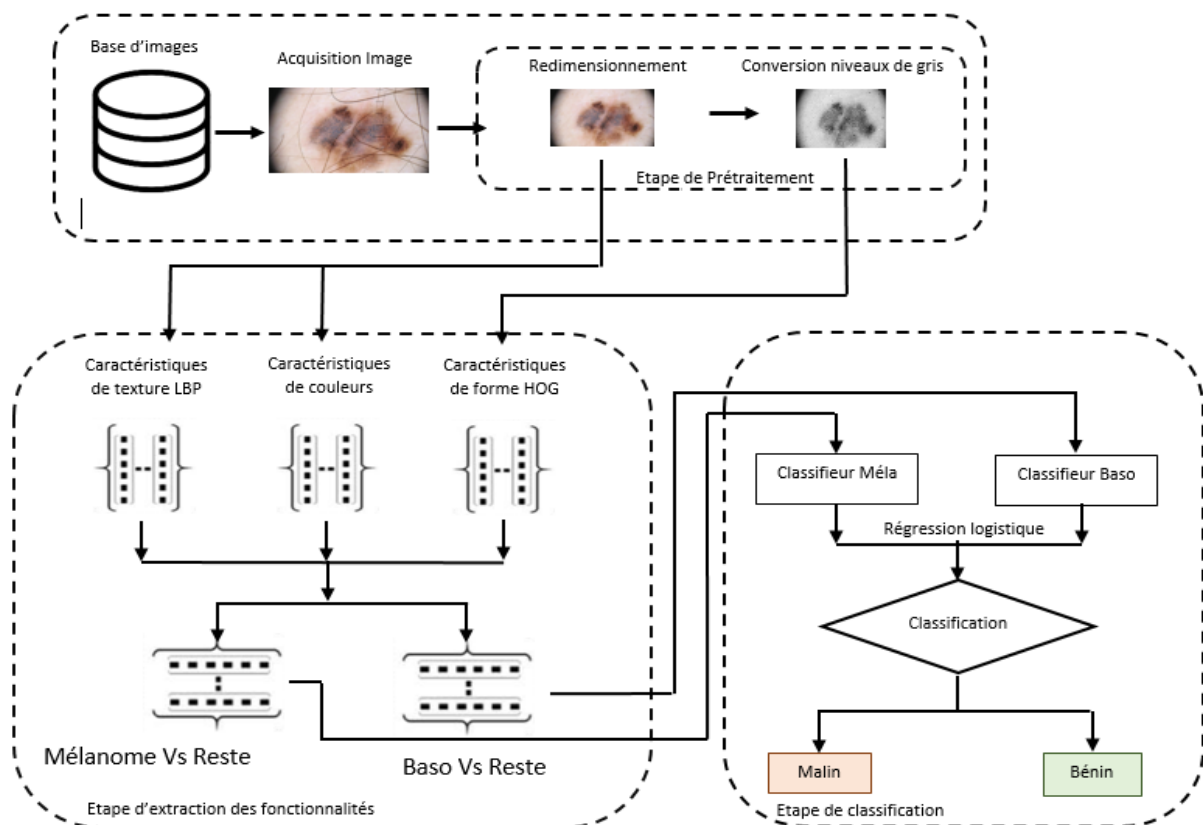 Base d'images
Acquisition Image
Redimensionnement
Conversion niveaux de gris
Etape de Prétraitement
Caractéristiques
de texture LBP
Caractéristiques
de couleurs
Caractéristiques
de forme HOG
Mélanome Vs Reste
Baso Vs Reste
Etape d'extraction des fonctionnalités
Classifieur Méla
Classifieur Baso
Régression logistique
Classification
Malin
Bénin
Etape de classification